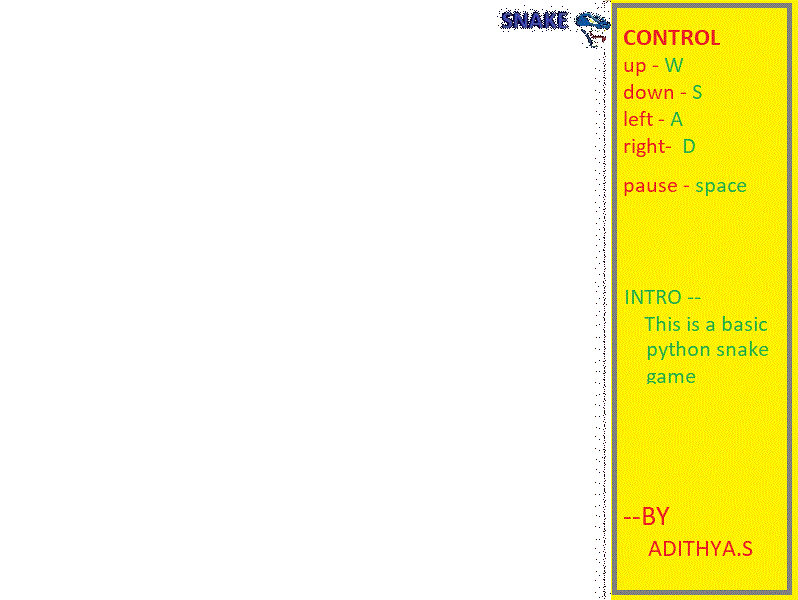 SNAKE
CONTROL
up - W
down - S
left - A
right- D
pause - space
INTRO --
This is a basic
python snake
game
--BY
ADITHYA.S